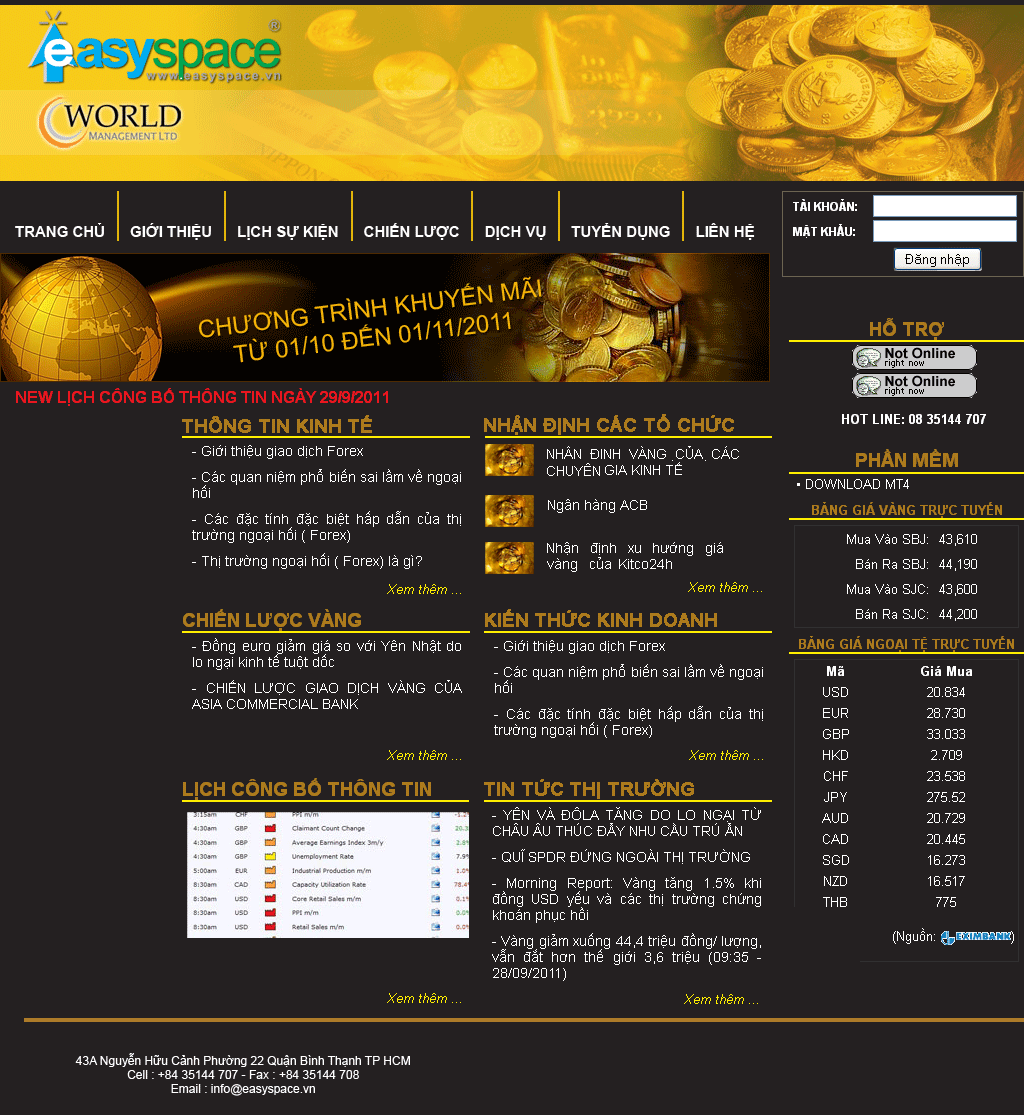 easyspace®
www.easyspace.vn
WORLD
MANAGEMENT LTD
TRANG CHỦ
GIỚI THIỆU
LỊCH SỰ KIỆN
CHIẾN LƯỢC
DỊCH VỤ
TUYỂN DỤNG
LIÊN HỆ
TÀI KHOẢN:
MẬT KHẨU:
Đăng nhập
CHƯƠNG TRÌNH KHUYẾN MÃI
TỪ 01/10 ĐẾN 01/11/2011
NEW LỊCH CÔNG BỐ THÔNG TIN NGÀY 29/9/2011
THÔNG TIN KINH TẾ
- Giới thiệu giao dịch Forex
- Các quan niệm phổ biến sai lầm về ngoại
hối
- Các đặc tính đặc biệt hấp dẫn của thị
trường ngoại hối ( Forex)
- Thị trường ngoại hối ( Forex) là gì?
Xem thêm ...
NHẬN ĐỊNH CÁC TỔ CHỨC
NHẬN ĐỊNH VÀNG CỦA CÁC
CHUYÊN GIA KINH TẾ
Ngân hàng ACB
Nhận định xu hướng giá
vàng của Kitco24h
Xem thêm ...
CHIẾN LƯỢC VÀNG
- Đồng euro giảm giá so với Yên Nhật do
lo ngại kinh tế tuột dốc
- CHIẾN LƯỢC GIAO DỊCH VÀNG CỦA
ASIA COMMERCIAL BANK
Xem thêm ...
KIẾN THỨC KINH DOANH
- Giới thiệu giao dịch Forex
- Các quan niệm phổ biến sai lầm về ngoại
hối
- Các đặc tính đặc biệt hấp dẫn của thị
trường ngoại hối ( Forex)
Xem thêm ...
LỊCH CÔNG BỐ THÔNG TIN
3:15am CHF PPI m/m -1.2%
4:30am GBP Claimant Count Change 20.3
4:30am GBP Average Earnings Index 3m/y 2.8%
4:30am GBP Unemployment Rate 7.9%
5:00am EUR Industrial Production m/m 1.0%
8:30am CAD Capacity Utilization Rate 78.4%
8:30am USD Core Retail Sales m/m 0.1%
8:30am USD PPI m/m 0.0%
8:30am USD Retail Sales m/m 0.0%
Xem thêm ...
TIN TỨC THỊ TRƯỜNG
- YÊN VÀ ĐÔLA TĂNG DO LO NGẠI TỪ
CHÂU ÂU THÚC ĐẨY NHU CẦU TRÚ ẨN
- QUĨ SPDR ĐỨNG NGOÀI THỊ TRƯỜNG
- Morning Report: Vàng tăng 1.5% khi
đồng USD yếu và các thị trường chứng
khoán phục hồi
- Vàng giảm xuống 44,4 triệu đồng/ lượng,
vẫn đắt hơn thế giới 3,6 triệu (09:35 -
28/09/2011)
Xem thêm ...
HỖ TRỢ
Not Online
right now
Not Online
right now
HOT LINE: 08 35144 707
PHẦN MỀM
• DOWNLOAD MT4
BẢNG GIÁ VÀNG TRỰC TUYẾN
Mua Vào SBJ: 43,610
Bán Ra SBJ: 44,190
Mua Vào SJC: 43,600
Bán Ra SJC: 44,200
BẢNG GIÁ NGOẠI TỆ TRỰC TUYẾN
Mã Giá Mua
USD 20.834
EUR 28.730
GBP 33.033
HKD 2.709
CHF 23.538
JPY 275.52
AUD 20.729
CAD 20.445
SGD 16.273
NZD 16.517
THB 775
(Nguồn: EXIMBANK)
43A Nguyễn Hữu Cảnh Phường 22 Quận Bình Thạnh TP HCM
Cell : +84 35144 707 - Fax : +84 35144 708
Email : info@easyspace.vn